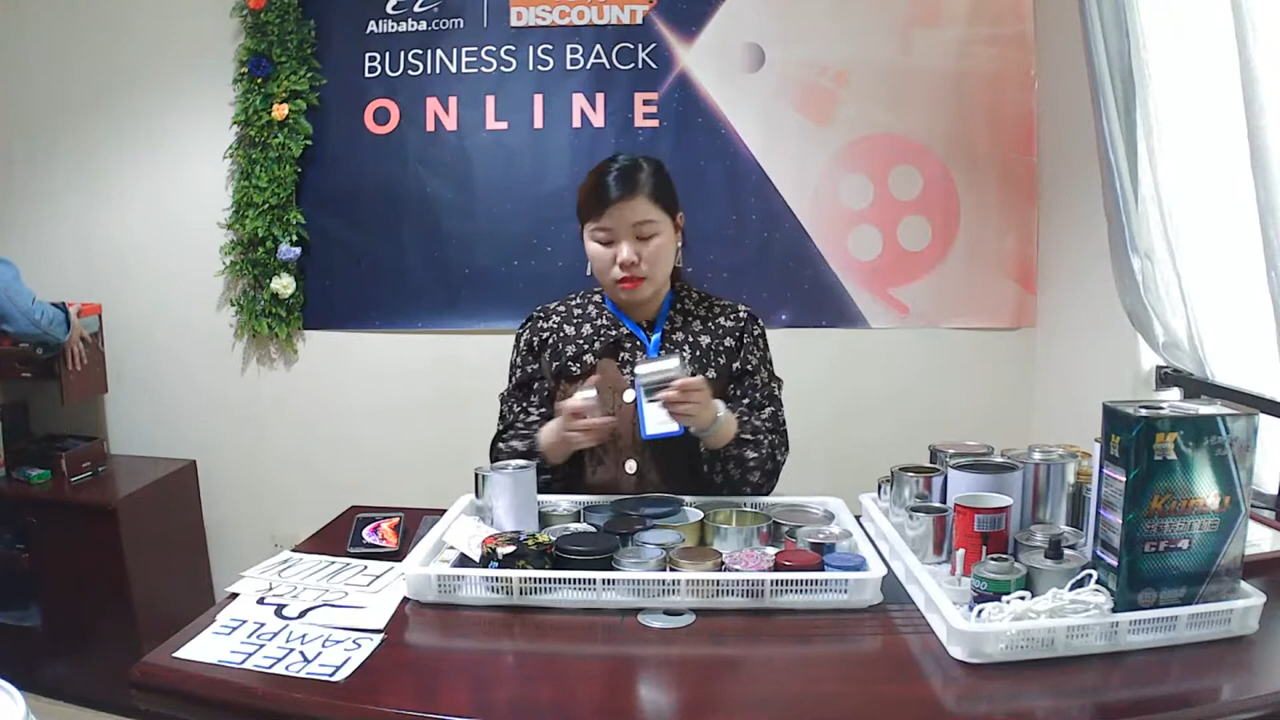 Alibaba.com
DISCOUNT
BUSINESS IS BACK
ONLINE
FOLLOW
CLICK
FREE
SAMPLE
CF-4